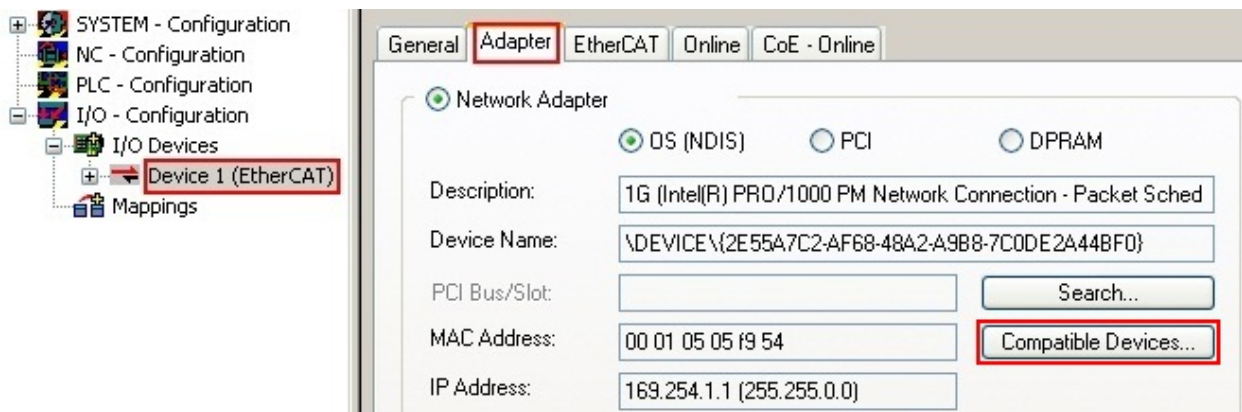 SYSTEM - Configuration
NC - Configuration
PLC - Configuration
I/O - Configuration
I/O Devices
Device 1 (EtherCAT)
Mappings
General Adapter EtherCAT Online CoE - Online
Network Adapter
OS (NDIS) PCI DPRAM
Description: 1G (Intel(R) PRO/1000 PM Network Connection - Packet Sched
Device Name: \DEVICE\{2E55A7C2-AF68-48A2-A9B8-7C0DE2A44BF0}
PCI Bus/Slot: Search...
MAC Address: 00 01 05 05 f9 54 Compatible Devices...
IP Address: 169.254.1.1 (255.255.0.0)